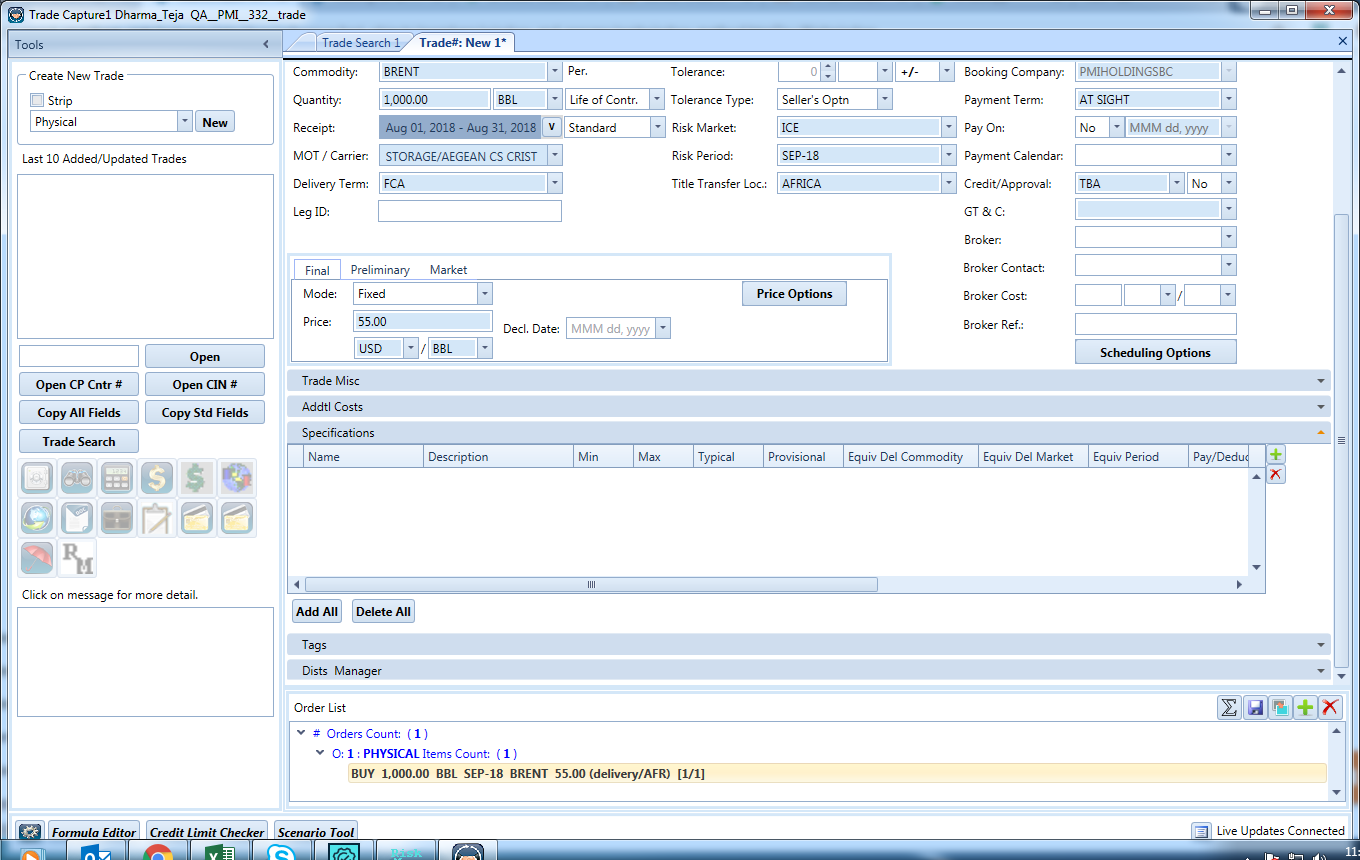 Trade Capture1 Dharma_Teja QA__PMI__332__trade
Tools
Trade Search 1
Trade#: New 1*
Create New Trade
Strip
Physical
New
Last 10 Added/Updated Trades
Open
Open CP Cntr #
Open CIN #
Copy All Fields
Copy Std Fields
Trade Search
RM
Click on message for more detail.
Commodity: BRENT Per. Tolerance: 0 +/- Booking Company: PMIHOLDINGSBC
Quantity: 1,000.00 BBL Life of Contr. Tolerance Type: Seller's Optn Payment Term: AT SIGHT
Receipt: Aug 01, 2018 - Aug 31, 2018 V Standard Risk Market: ICE Pay On: No MMM dd, yyyy
MOT / Carrier: STORAGE/AEGEAN CS CRIST Risk Period: SEP-18 Payment Calendar:
Delivery Term: FCA Title Transfer Loc.: AFRICA Credit/Approval: TBA No
Leg ID: GT & C:
Broker:
Broker Contact:
Broker Cost: /
Broker Ref.:
Scheduling Options
Final Preliminary Market
Mode: Fixed Price Options
Price: 55.00 Decl. Date: MMM dd, yyyy
USD / BBL
Trade Misc
Addtl Costs
Specifications
Name Description Min Max Typical Provisional Equiv Del Commodity Equiv Del Market Equiv Period Pay/Deduc
Add All Delete All
Tags
Dists Manager
Order List
# Orders Count: ( 1 )
O: 1 : PHYSICAL Items Count: ( 1 )
BUY 1,000.00 BBL SEP-18 BRENT 55.00 (delivery/AFR) [1/1]
Formula Editor Credit Limit Checker Scenario Tool Live Updates Connected
Risk
11: